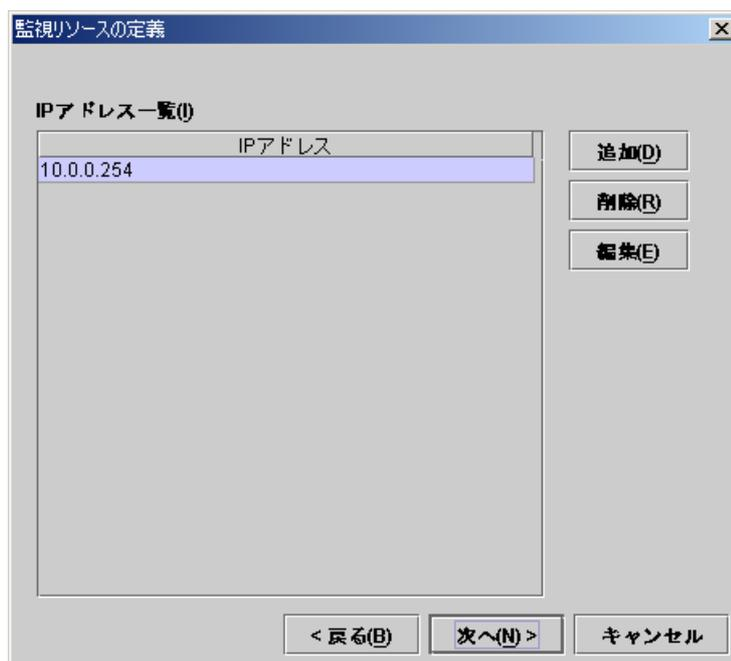 監視リソースの定義
IPアドレス一覧(I)
IPアドレス
10.0.0.254
追加(D)
削除(R)
編集(E)
< 戻る(B)
次へ(N) >
キャンセル